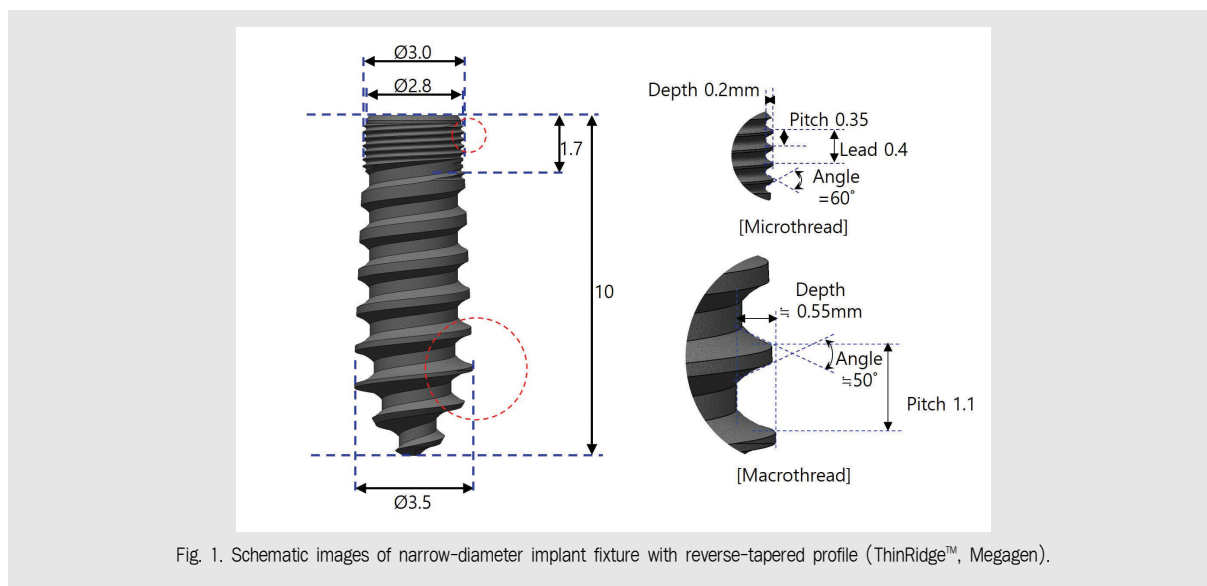 Ø3.0
Ø2.8
1.7
10
Ø3.5
Depth 0.2mm
Pitch 0.35
Lead 0.4
Angle
=60˚
[Microthread]
Depth
≒ 0.55mm
Angle
≒50˚
Pitch 1.1
[Macrothread]
Fig. 1. Schematic images of narrow-diameter implant fixture with reverse-tapered profile (ThinRidge™, Megagen).